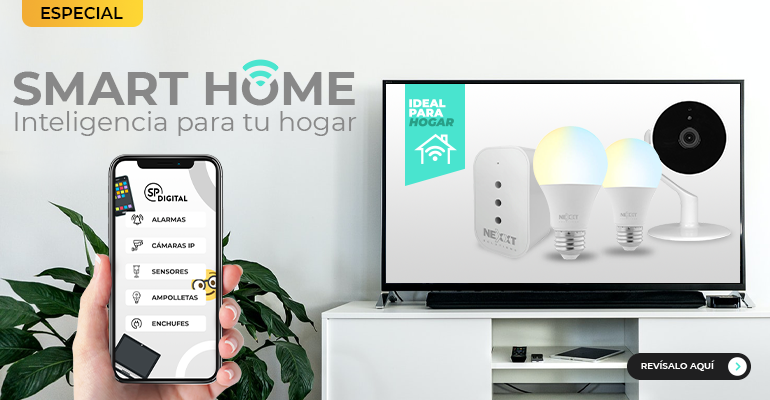 ESPECIAL
SMART HOME
Inteligencia para tu hogar
IDEAL
PARA
HOGAR
NEXXT
NEXXT
NEXXT
SP
DIGITAL
ALARMAS
CÁMARAS IP
SENSORES
AMPOLLETAS
ENCHUFES
REVÍSALO AQUÍ